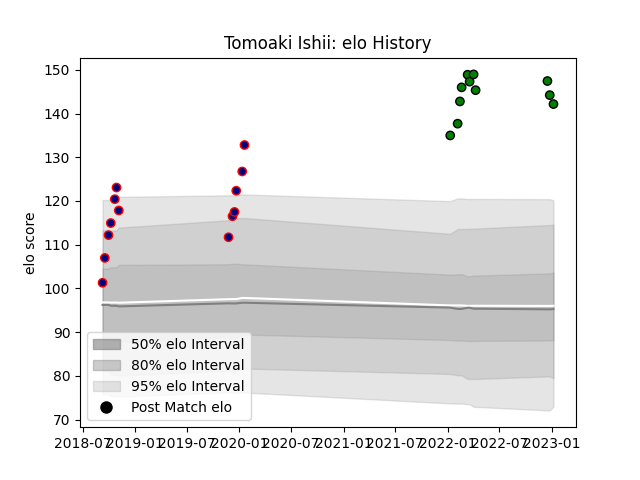 Tomoaki Ishii: elo History
elo score
150
140
130
120
110
100
90
80
70
50% elo Interval
80% elo Interval
95% elo Interval
Post Match elo
2018-07 2019-01 2019-07 2020-01 2020-07 2021-01 2021-07 2022-01 2022-07 2023-01